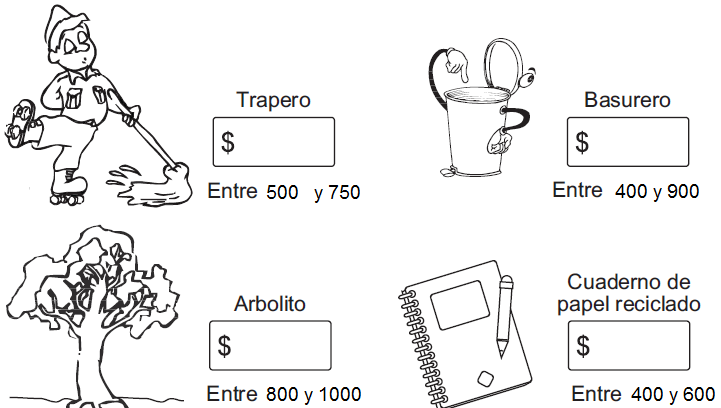 Trapero
$
Entre 500 y 750
Basurero
$
Entre 400 y 900
Arbolito
$
Entre 800 y 1000
Cuaderno de
papel reciclado
$
Entre 400 y 600